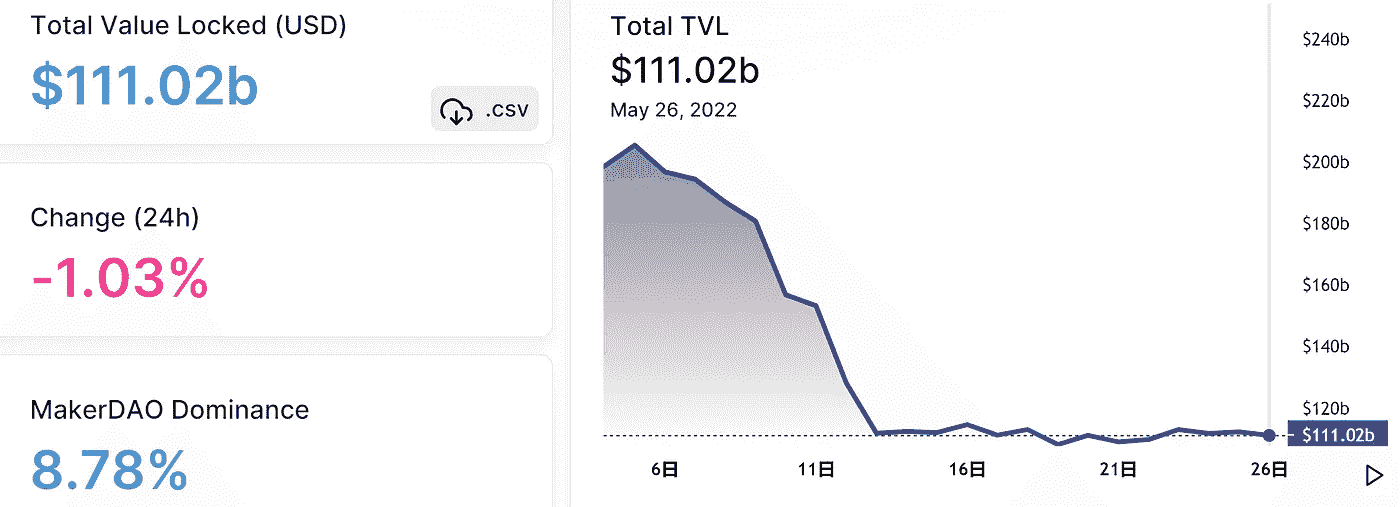 Total Value Locked (USD)
$111.02b
.csv
Change (24h)
-1.03%
MakerDAO Dominance
8.78%
Total TVL
$111.02b
May 26, 2022
$240b
$220b
$200b
$180b
$160b
$140b
$120b
$111.02b
6日
11日
16日
21日
26日